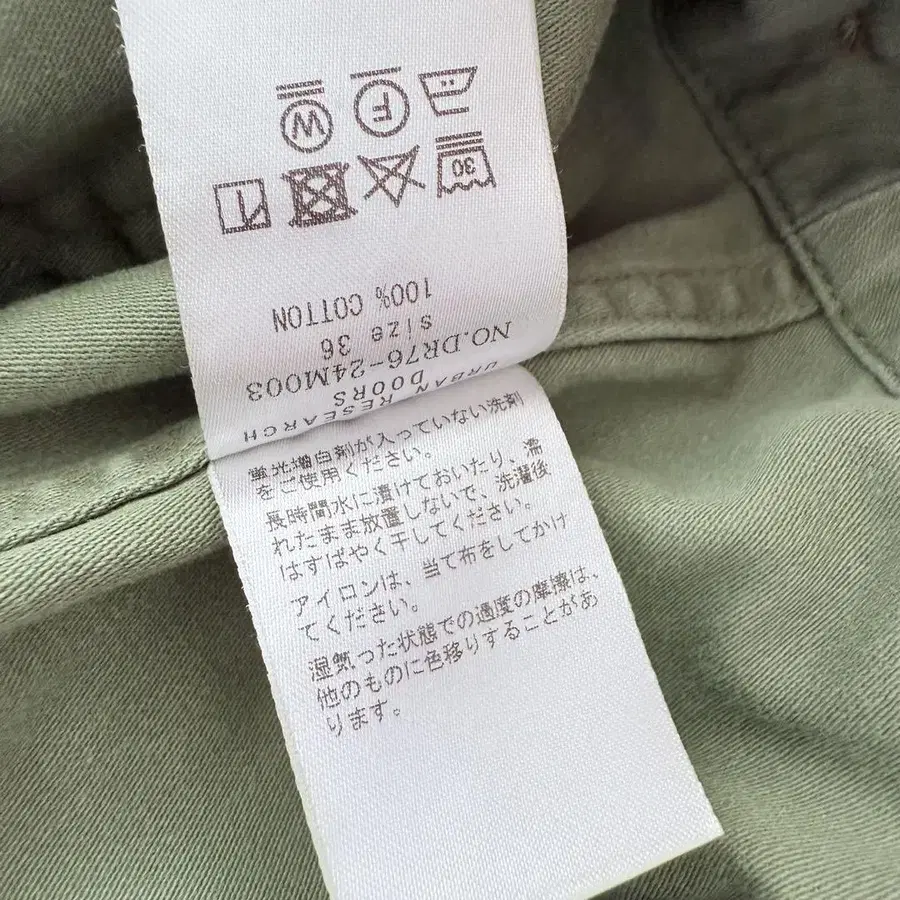 URBAN RESEARCH
DOORS
NO.DR76-24M003
size 36
100% COTTON
30
F
W
蛍光増白剤が入っていない洗剤
をご使用ください。
長時間水に漬けておいたり、濡
れたまま放置しないで、洗濯後
はすばやく干してください。
アイロンは、当て布をしてかけ
てください。
湿気った状態での過度の摩擦は、
他のものに色移りすることがあ
ります。